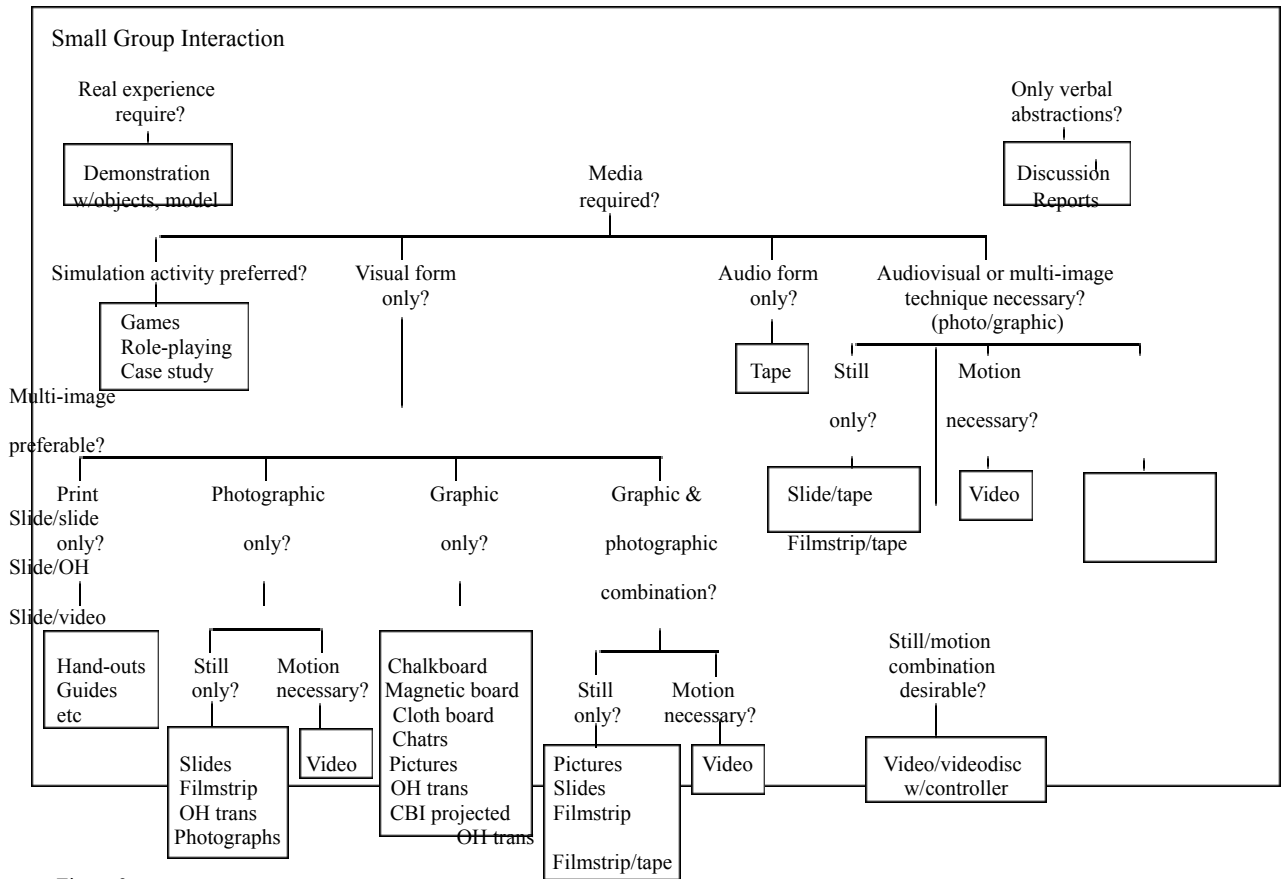 Small Group Interaction
Real experience
require?
Only verbal
abstractions?
Demonstration
w/objects, model
Media
required?
Discussion
Reports
Simulation activity preferred?
Visual form
only?
Audio form
only?
Audiovisual or multi-image
technique necessary?
(photo/graphic)
Games
Role-playing
Case study
Tape
Still
only?
Motion
necessary?
Multi-image
preferable?
Print
Slide/slide
only?
Slide/OH
Slide/video
Photographic
only?
Graphic
only?
Graphic &
photographic
combination?
Slide/tape
Filmstrip/tape
Video
Hand-outs
Guides
etc
Still
only?
Motion
necessary?
Chalkboard
Magnetic board
Cloth board
Chatrs
Pictures
OH trans
CBI projected
OH trans
Still
only?
Motion
necessary?
Still/motion
combination
desirable?
Slides
Filmstrip
OH trans
Photographs
Video
Pictures
Slides
Filmstrip
Filmstrip/tape
Video
Video/videodisc
w/controller